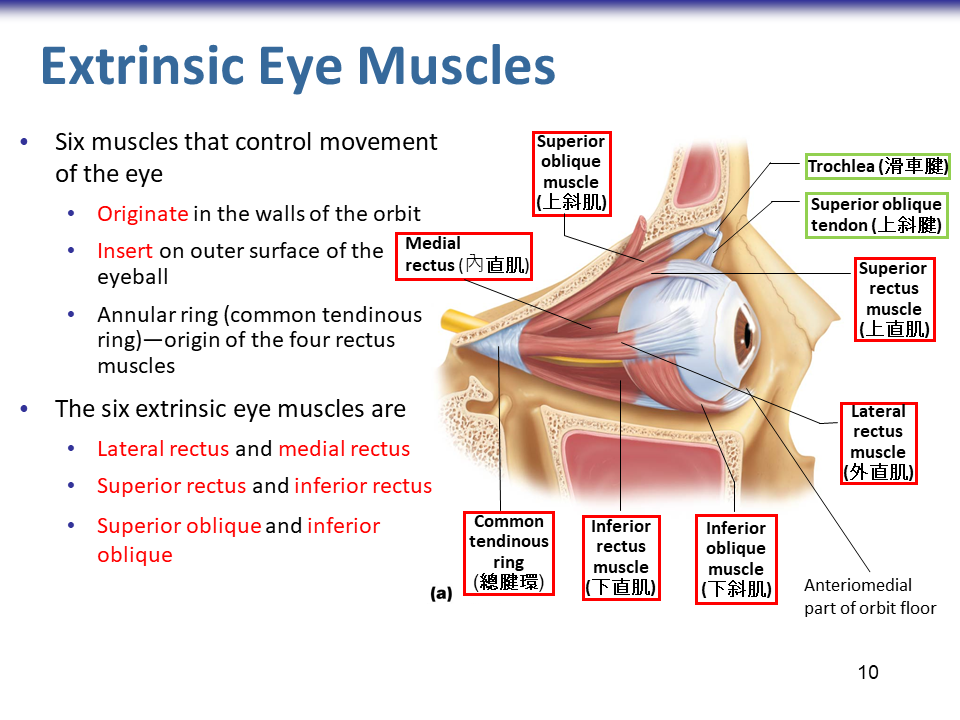 Extrinsic Eye Muscles
• Six muscles that control movement
of the eye
• Originate in the walls of the orbit
• Insert on outer surface of the
eyeball
• Annular ring (common tendinous
ring)—origin of the four rectus
muscles
• The six extrinsic eye muscles are
• Lateral rectus and medial rectus
• Superior rectus and inferior rectus
• Superior oblique and inferior
oblique
Superior
oblique
muscle
(上斜肌)
Medial
rectus (內直肌)
Trochlea (滑車腱)
Superior oblique
tendon (上斜腱)
Superior
rectus
muscle
(上直肌)
Lateral
rectus
muscle
(外直肌)
Common
tendinous
ring
(總腱環)
Inferior
rectus
muscle
(下直肌)
Inferior
oblique
muscle
(下斜肌)
Anteriomedial
part of orbit floor
(a)
10